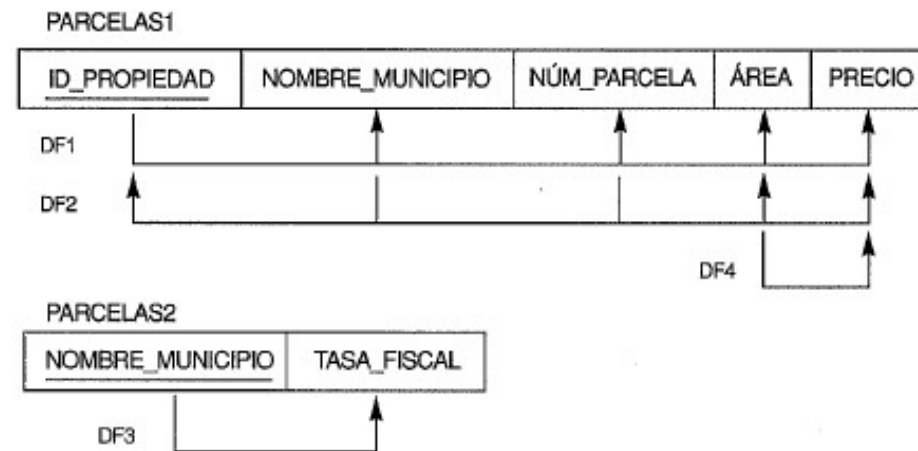 PARCELAS1
ID_PROPIEDAD NOMBRE_MUNICIPIO NÚM_PARCELA ÁREA PRECIO
DF1
DF2
DF4
PARCELAS2
NOMBRE_MUNICIPIO TASA_FISCAL
DF3